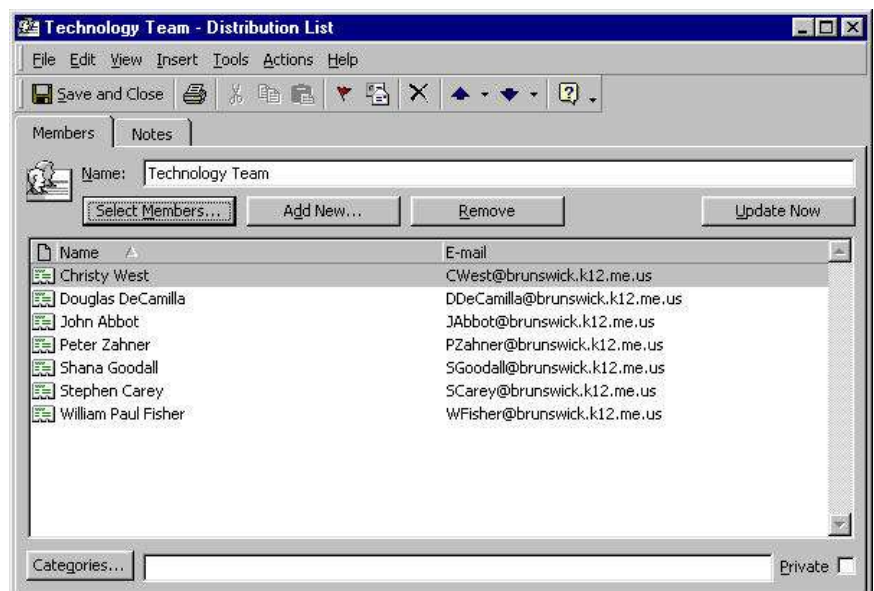 Technology Team - Distribution List
File Edit View Insert Tools Actions Help
Save and Close
Members Notes
Name: Technology Team
Select Members... Add New... Remove Update Now
Name E-mail
Christy West CWest@brunswick.k12.me.us
Douglas DeCamilla DDeCamilla@brunswick.k12.me.us
John Abbot JAbbot@brunswick.k12.me.us
Peter Zahner PZahner@brunswick.k12.me.us
Shana Goodall SGoodall@brunswick.k12.me.us
Stephen Carey SCarey@brunswick.k12.me.us
William Paul Fisher WFisher@brunswick.k12.me.us
Categories... Private